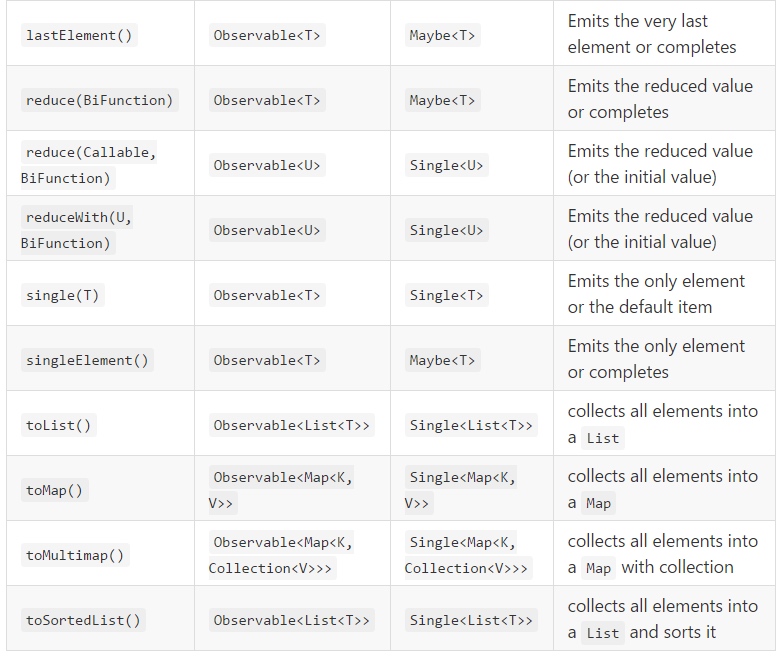 lastElement() Observable<T> Maybe<T> Emits the very last
element or completes
reduce(BiFunction) Observable<T> Maybe<T> Emits the reduced value
or completes
reduce(Callable,
BiFunction) Observable<U> Single<U> Emits the reduced value
(or the initial value)
reduceWith(U,
BiFunction) Observable<U> Single<U> Emits the reduced value
(or the initial value)
single(T) Observable<T> Single<T> Emits the only element
or the default item
singleElement() Observable<T> Maybe<T> Emits the only element
or completes
toList() Observable<List<T>> Single<List<T>> collects all elements into
a List
toMap() Observable<Map<K,
V>> Single<Map<K,
V>> collects all elements into
a Map
toMultimap() Observable<Map<K,
Collection<V>>> Single<Map<K,
Collection<V>>> collects all elements into
a Map with collection
toSortedList() Observable<List<T>> Single<List<T>> collects all elements into
a List and sorts it